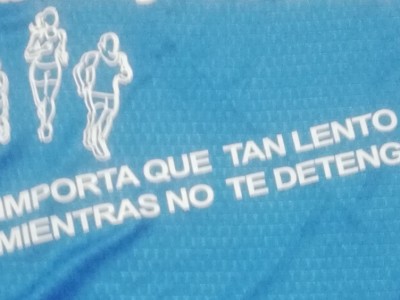 IMPORTA QUE TAN LENTO
MIENTRAS NO TE DETENG